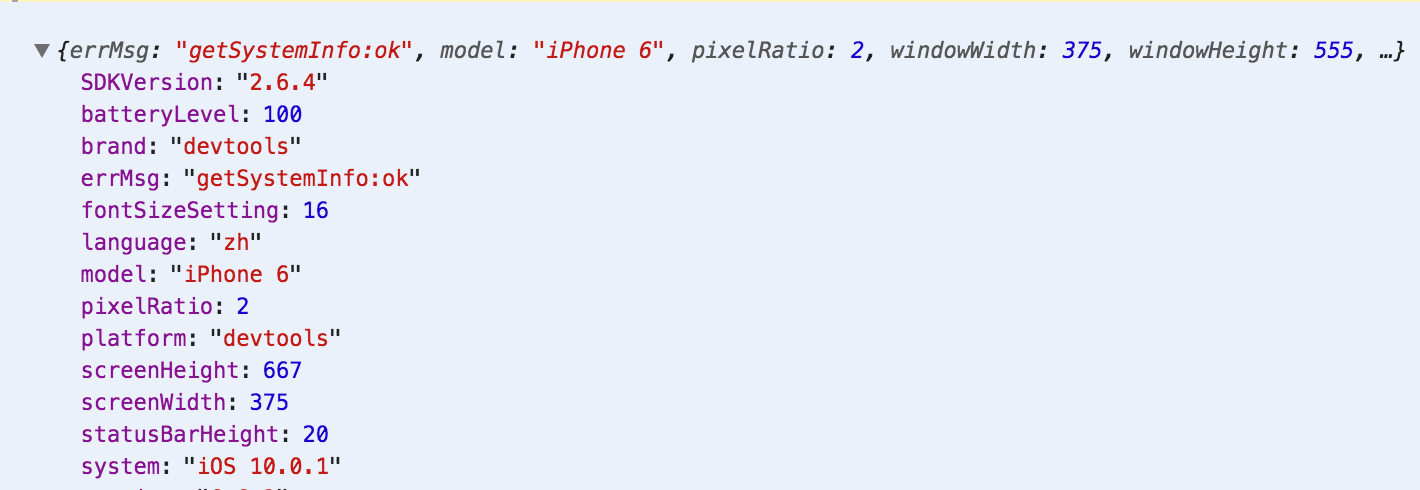 {errMsg: "getSystemInfo:ok", model: "iPhone 6", pixelRatio: 2, windowWidth: 375, windowHeight: 555, …}
SDKVersion: "2.6.4"
batteryLevel: 100
brand: "devtools"
errMsg: "getSystemInfo:ok"
fontSizeSetting: 16
language: "zh"
model: "iPhone 6"
pixelRatio: 2
platform: "devtools"
screenHeight: 667
screenWidth: 375
statusBarHeight: 20
system: "iOS 10.0.1"